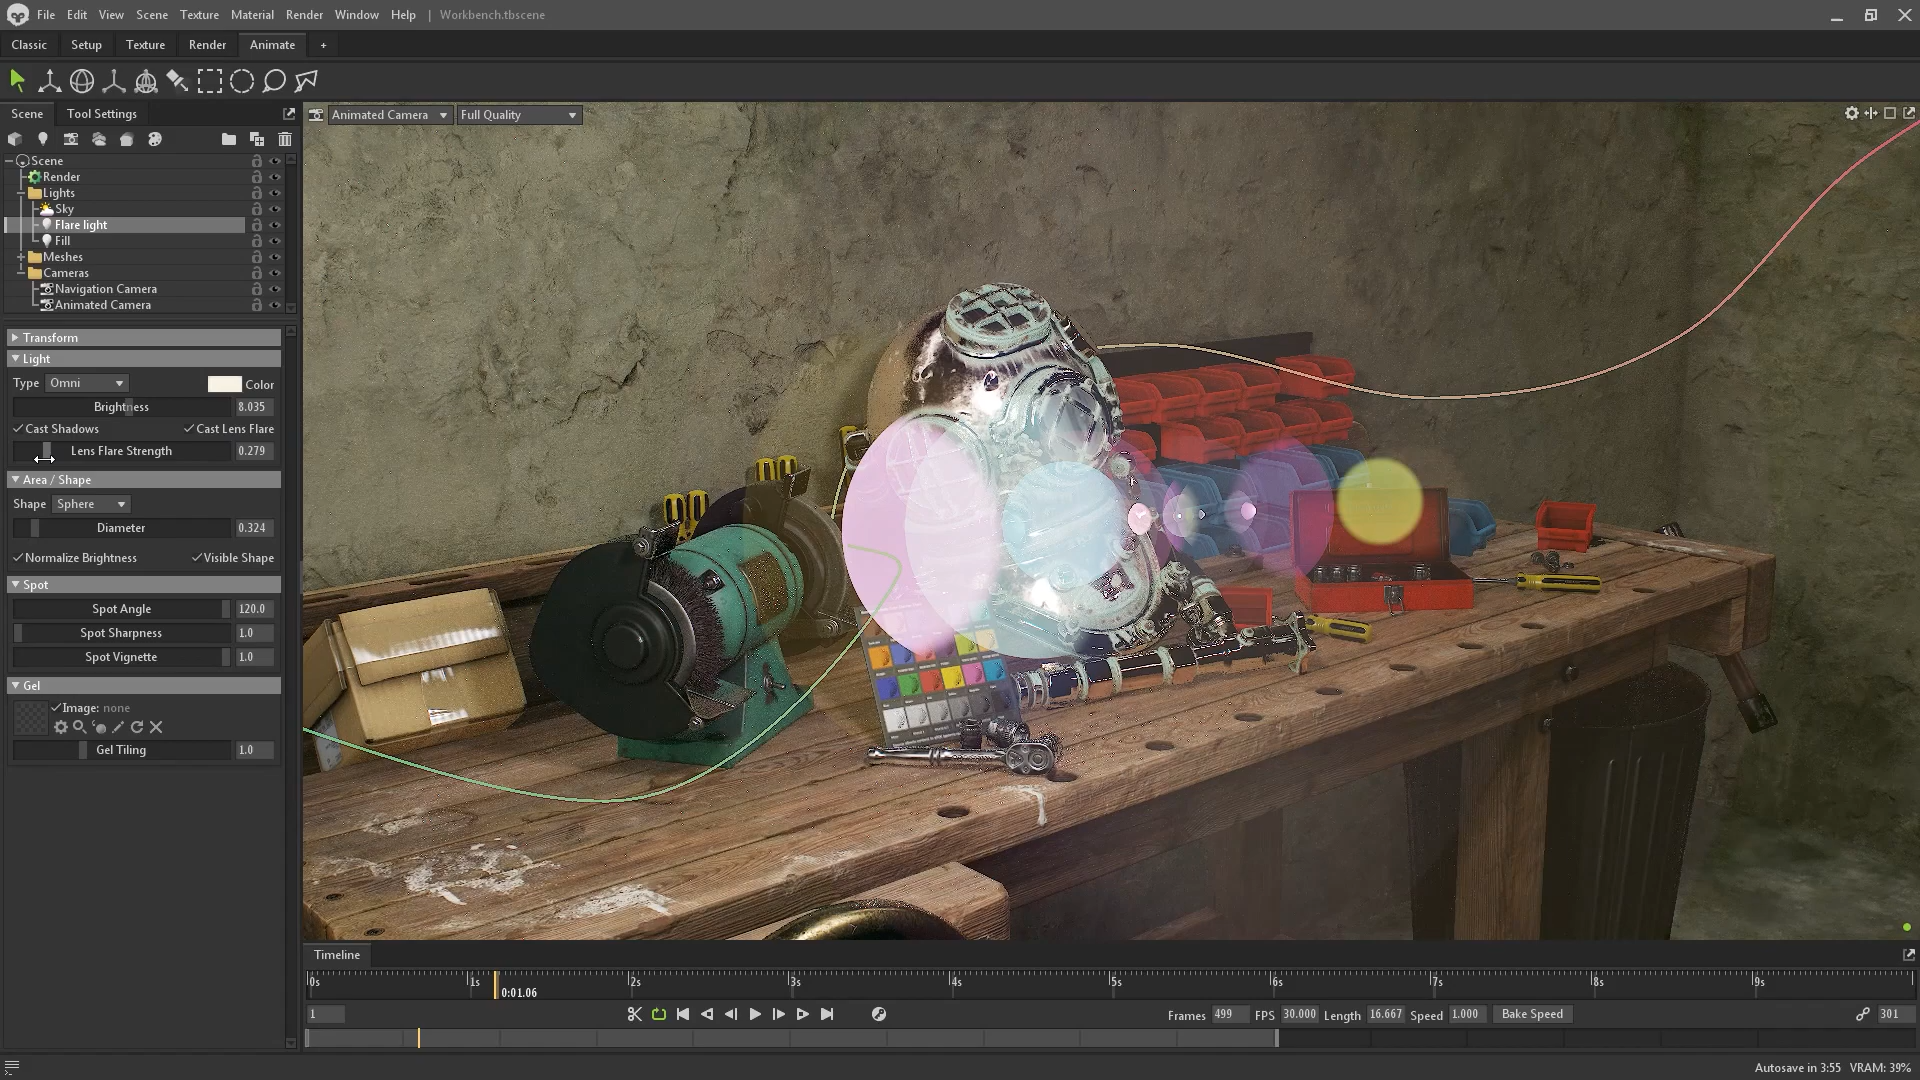 File Edit View Scene Texture Material Render Window Help | Workbench.tbscene
Classic Setup Texture Render Animate +
Scene Tool Settings
Animated Camera Full Quality
Scene
Render
Lights
Sky
Flare light
Fill
Meshes
Cameras
Navigation Camera
Animated Camera
Transform
Light
Type Omni Color
Brightness 8.035
Cast Shadows Cast Lens Flare
Lens Flare Strength 0.279
Area / Shape
Shape Sphere
Diameter 0.324
Normalize Brightness Visible Shape
Spot
Spot Angle 120.0
Spot Sharpness 1.0
Spot Vignette 1.0
Gel
Image: none
Gel Tiling 1.0
Timeline
0s 1s 2s 3s 4s 5s 6s 7s 8s 9s
0:01.06
1 Frames 499 FPS 30.000 Length 16.667 Speed 1.000 Bake Speed 301
Autosave in 3:55 VRAM: 39%